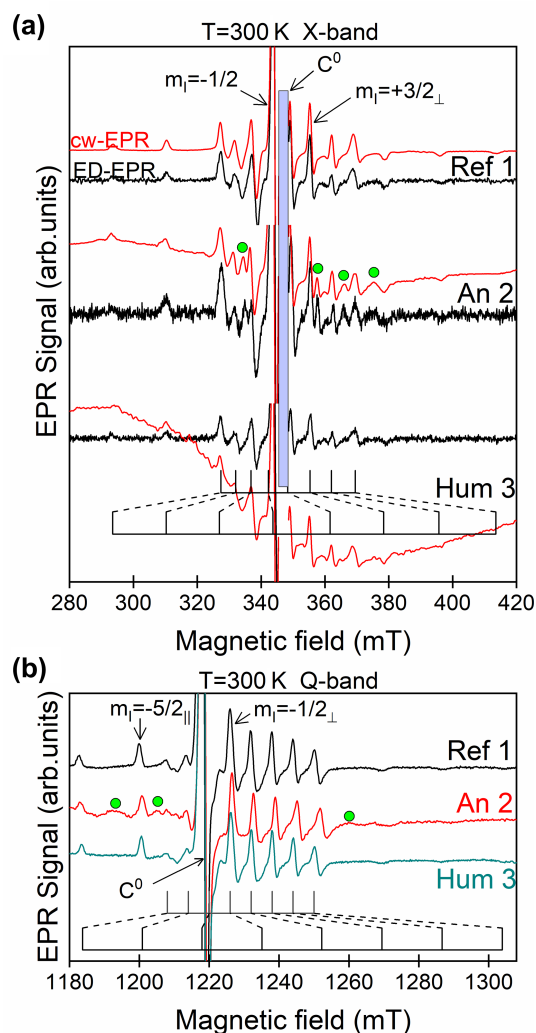 (a)
T=300 K X-band
C⁰
m_I=-1/2
m_I=+3/2⊥
cw-EPR
ED-EPR
Ref 1
An 2
Hum 3
EPR Signal (arb.units)
280 300 320 340 360 380 400 420
Magnetic field (mT)
(b)
T=300 K Q-band
m_I=-5/2||
m_I=-1/2⊥
Ref 1
An 2
Hum 3
C⁰
EPR Signal (arb.units)
1180 1200 1220 1240 1260 1280 1300
Magnetic field (mT)